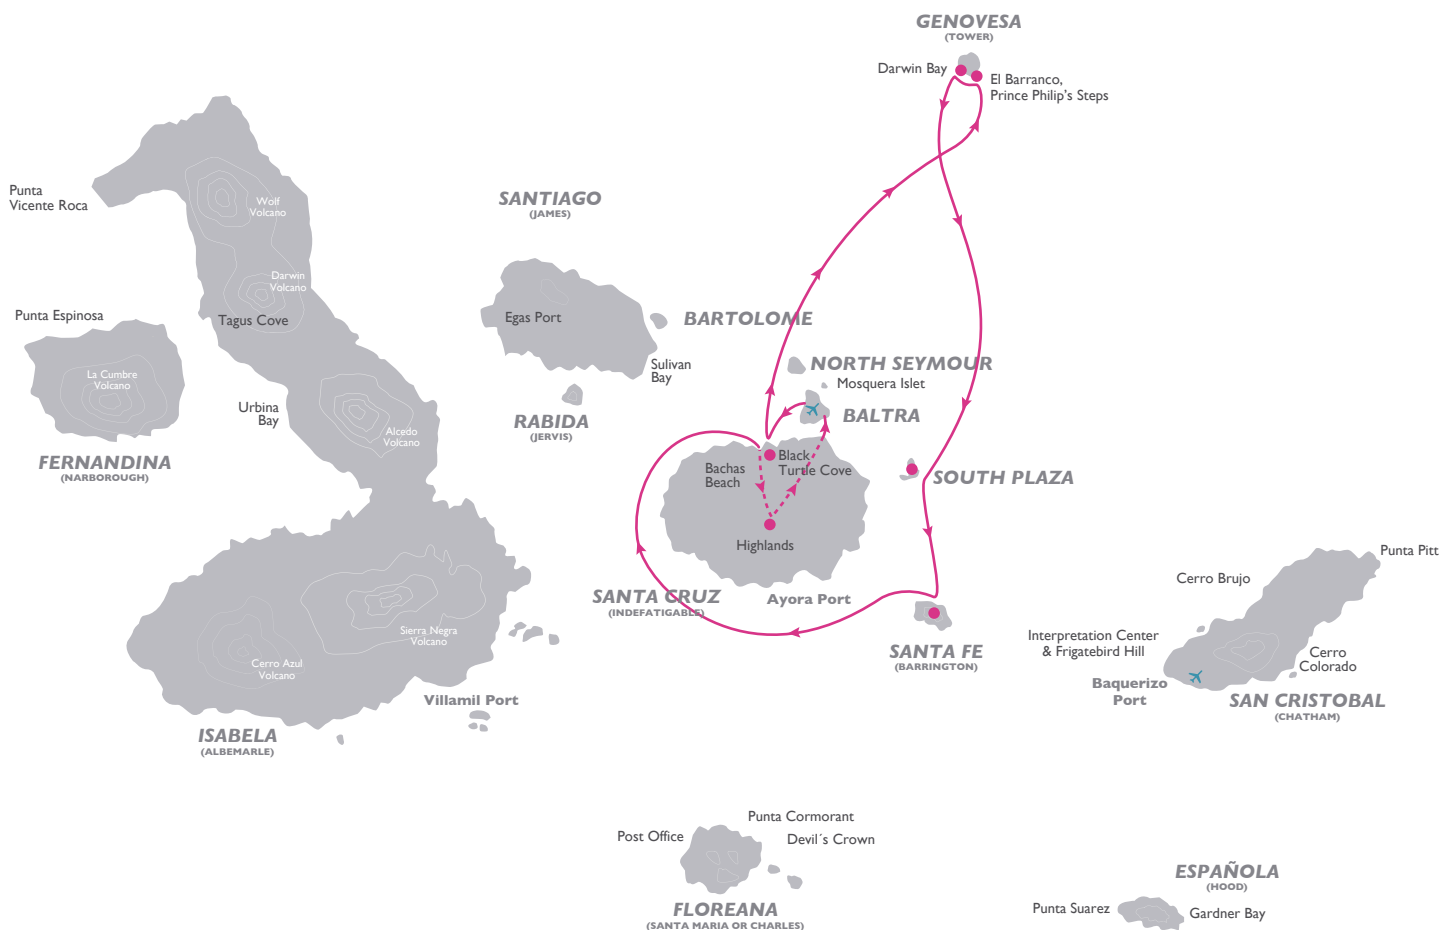 GENOVESA
(TOWER)
Darwin Bay
El Barranco,
Prince Philip's Steps
Punta
Vicente Roca
Wolf
Volcano
SANTIAGO
(JAMES)
Darwin
Volcano
Tagus Cove
Punta Espinosa
Egas Port
BARTOLOME
Sulivan
Bay
NORTH SEYMOUR
Mosquera Islet
La Cumbre
Volcano
Urbina
Bay
Alcedo
Volcano
RABIDA
(JERVIS)
BALTRA
FERNANDINA
(NARBOROUGH)
Bachas
Beach
Black
Turtle Cove
SOUTH PLAZA
Highlands
SANTA CRUZ
(INDEFATIGABLE)
Ayora Port
Punta Pitt
Cerro Brujo
Sierra Negra
Volcano
Cerro Azul
Volcano
SANTA FE
(BARRINGTON)
Interpretation Center
& Frigatebird Hill
Cerro
Colorado
Baquerizo
Port
SAN CRISTOBAL
(CHATHAM)
Villamil Port
ISABELA
(ALBEMARLE)
Punta Cormorant
Post Office
Devil´s Crown
FLOREANA
(SANTA MARIA OR CHARLES)
ESPAÑOLA
(HOOD)
Punta Suarez
Gardner Bay